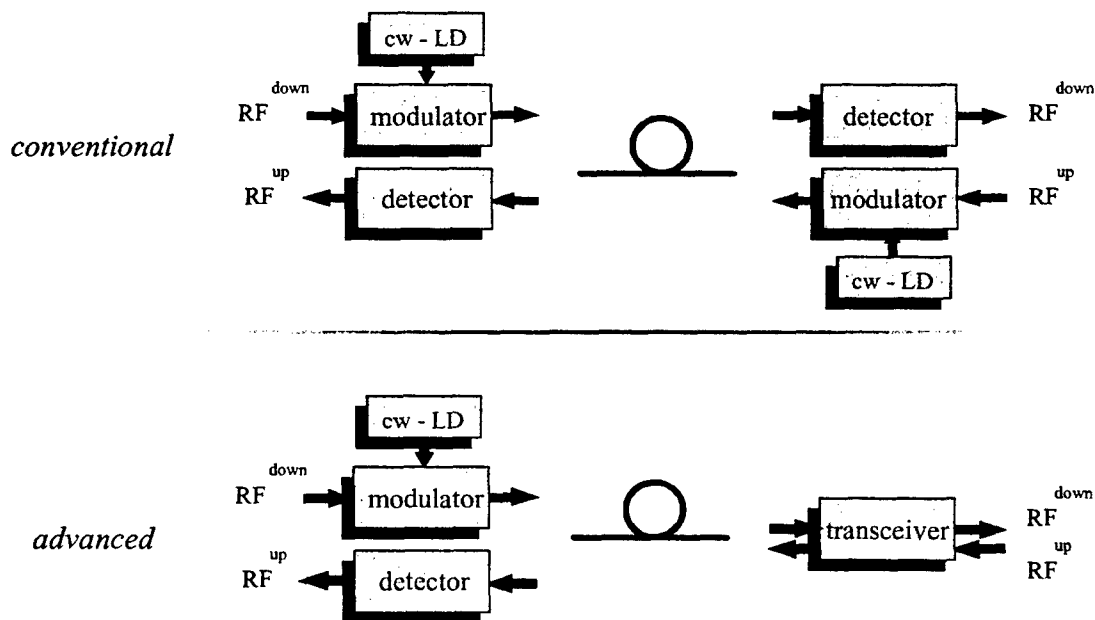 cw - LD
RF down
modulator
detector
RF down
conventional
RF up
detector
modulator
RF up
cw - LD
cw - LD
RF down
modulator
RF down
transceiver
advanced
RF up
detector
RF up